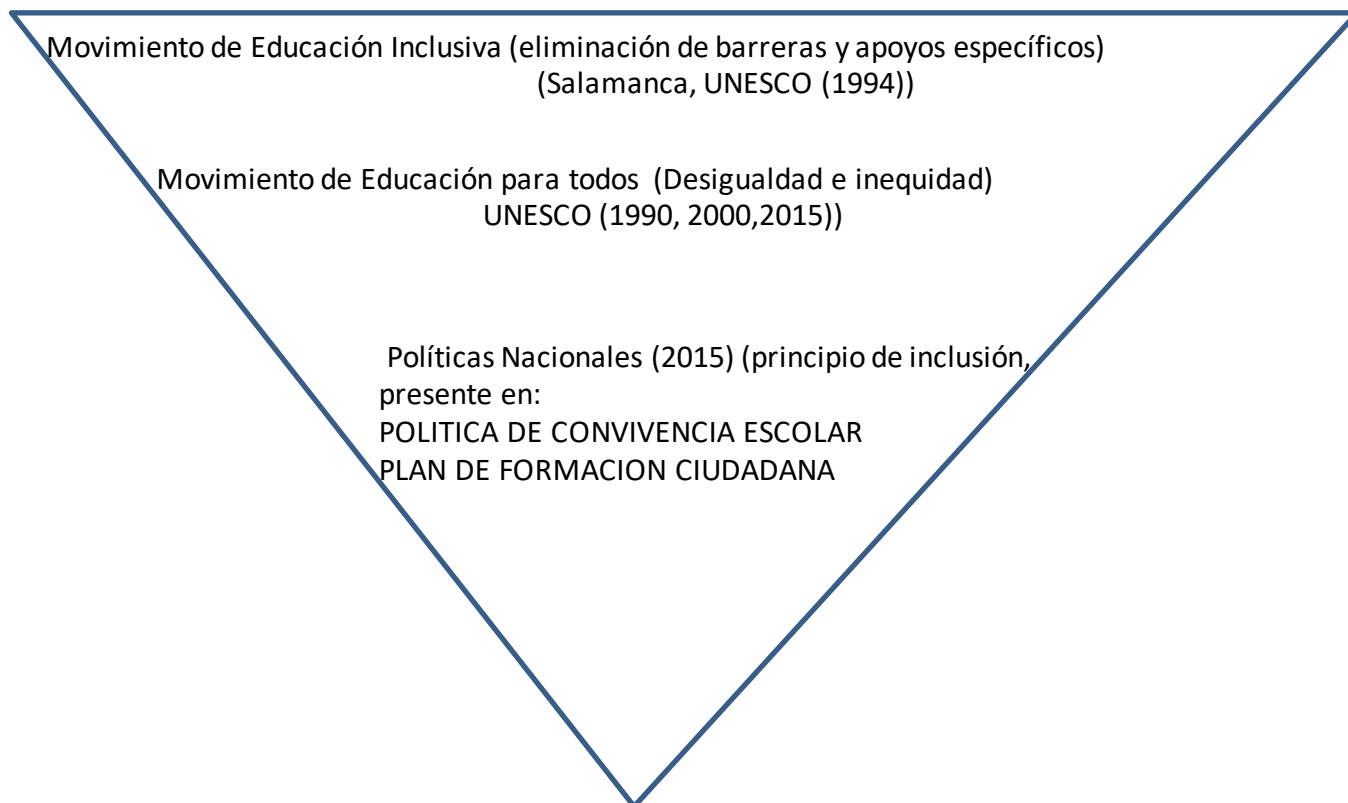 Movimiento de Educación Inclusiva (eliminación de barreras y apoyos específicos)
(Salamanca, UNESCO (1994))
Movimiento de Educación para todos (Desigualdad e inequidad)
UNESCO (1990, 2000,2015))
Políticas Nacionales (2015) (principio de inclusión,
presente en:
POLITICA DE CONVIVENCIA ESCOLAR
PLAN DE FORMACION CIUDADANA